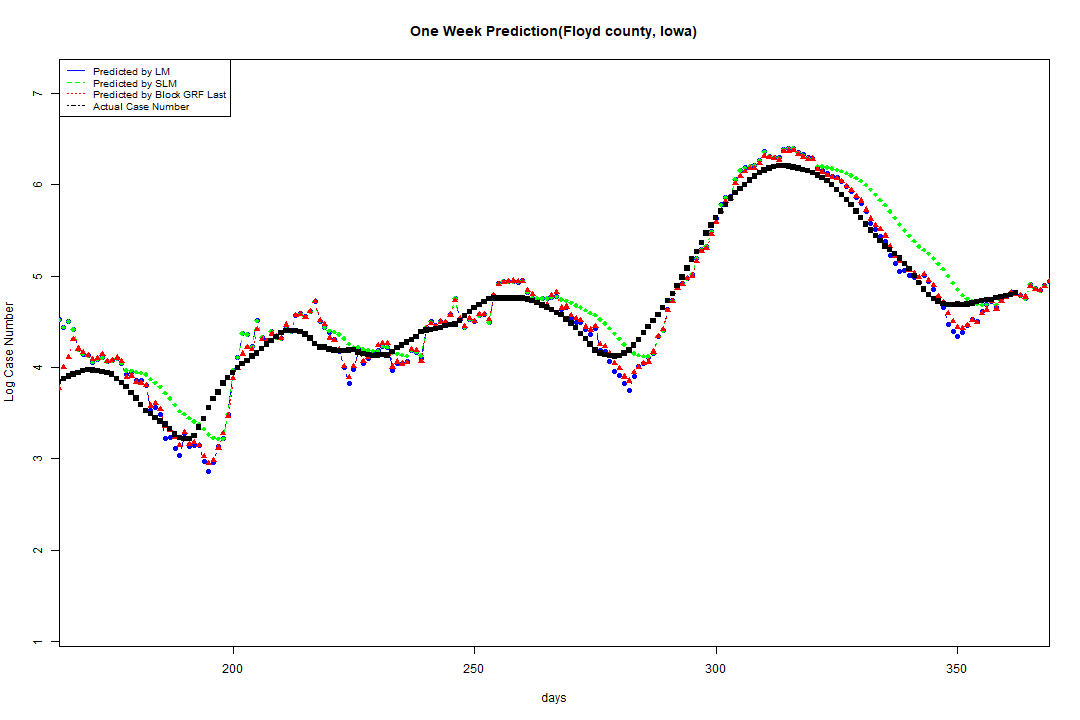 One Week Prediction(Floyd county, Iowa)
Predicted by LM
Predicted by SLM
Predicted by Block GRF Last
Actual Case Number
7
6
5
4
3
2
1
Log Case Number
200 250 300 350
days